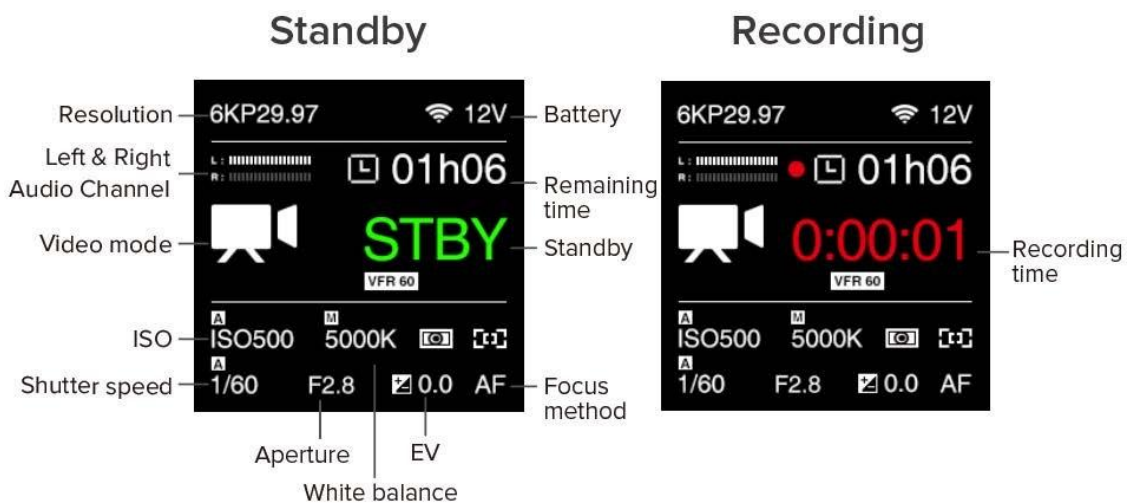 Standby
Recording
Resolution
6KP29.97
12V
Battery
6KP29.97
12V
Left & Right
Audio Channel
L:
R:
01h06
Remaining
time
L:
R:
01h06
Video mode
STBY
Standby
0:00:01
Recording
time
VFR 60
VFR 60
ISO
A
ISO500
M
5000K
A
ISO500
M
5000K
Shutter speed
A
1/60
F2.8
0.0
AF
Focus
method
A
1/60
F2.8
0.0
AF
Aperture
EV
White balance